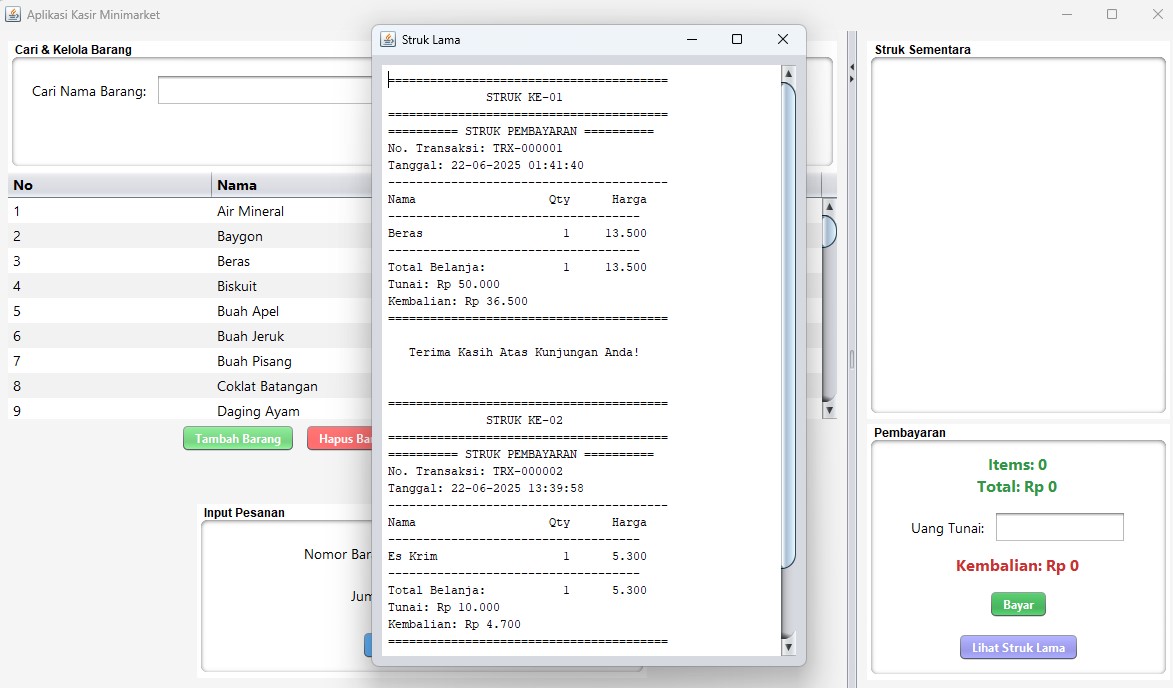 Aplikasi Kasir Minimarket
Cari & Kelola Barang
Cari Nama Barang:
No Nama
1 Air Mineral
2 Baygon
3 Beras
4 Biskuit
5 Buah Apel
6 Buah Jeruk
7 Buah Pisang
8 Coklat Batangan
9 Daging Ayam
Tambah Barang Hapus
Input Pesanan
Nomor
Struk Lama
========================================
STRUK KE-01
========================================
========== STRUK PEMBAYARAN ==========
No. Transaksi: TRX-000001
Tanggal: 22-06-2025 01:41:40
----------------------------------------
Nama Qty Harga
------------------------------------
Beras 1 13.500
------------------------------------
Total Belanja: 1 13.500
Tunai: Rp 50.000
Kembalian: Rp 36.500
========================================
Terima Kasih Atas Kunjungan Anda!
========================================
STRUK KE-02
========================================
========== STRUK PEMBAYARAN ==========
No. Transaksi: TRX-000002
Tanggal: 22-06-2025 13:39:58
----------------------------------------
Nama Qty Harga
------------------------------------
Es Krim 1 5.300
------------------------------------
Total Belanja: 1 5.300
Tunai: Rp 10.000
Kembalian: Rp 4.700
========================================
Struk Sementara
Pembayaran
Items: 0
Total: Rp 0
Uang Tunai:
Kembalian: Rp 0
Bayar
Lihat Struk Lama